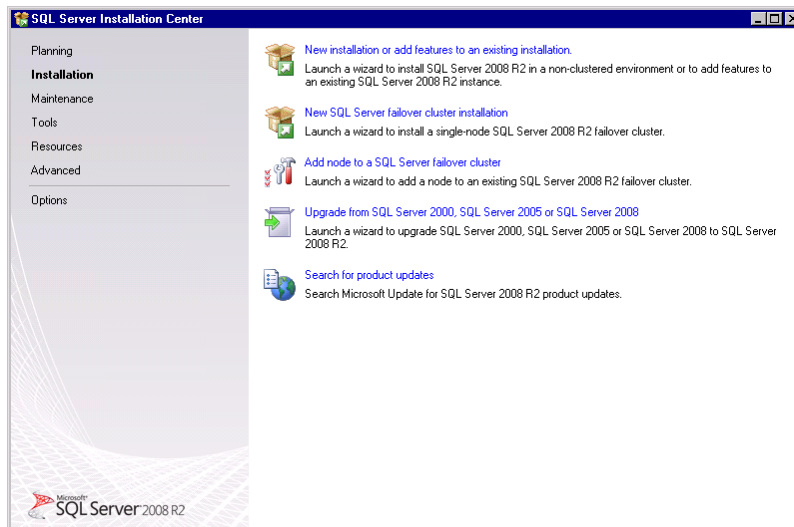 SQL Server Installation Center
Planning
Installation
Maintenance
Tools
Resources
Advanced
Options
New installation or add features to an existing installation.
Launch a wizard to install SQL Server 2008 R2 in a non-clustered environment or to add features to
an existing SQL Server 2008 R2 instance.
New SQL Server failover cluster installation
Launch a wizard to install a single-node SQL Server 2008 R2 failover cluster.
Add node to a SQL Server failover cluster
Launch a wizard to add a node to an existing SQL Server 2008 R2 failover cluster.
Upgrade from SQL Server 2000, SQL Server 2005 or SQL Server 2008
Launch a wizard to upgrade SQL Server 2000, SQL Server 2005 or SQL Server 2008 to SQL Server
2008 R2.
Search for product updates
Search Microsoft Update for SQL Server 2008 R2 product updates.
Microsoft
SQL Server 2008 R2